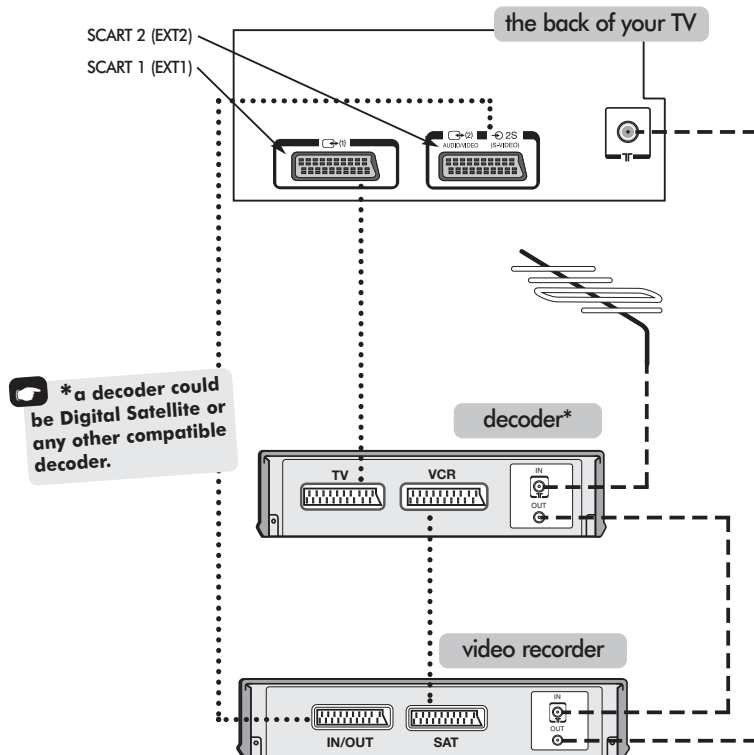 the back of your TV
SCART 2 (EXT2)
SCART 1 (EXT1)
(1)
(2) 2S
AUDIO/VIDEO (S-VIDEO)
*a decoder could
be Digital Satellite or
any other compatible
decoder.
decoder*
TV VCR
IN
OUT
video recorder
IN
OUT
IN/OUT SAT